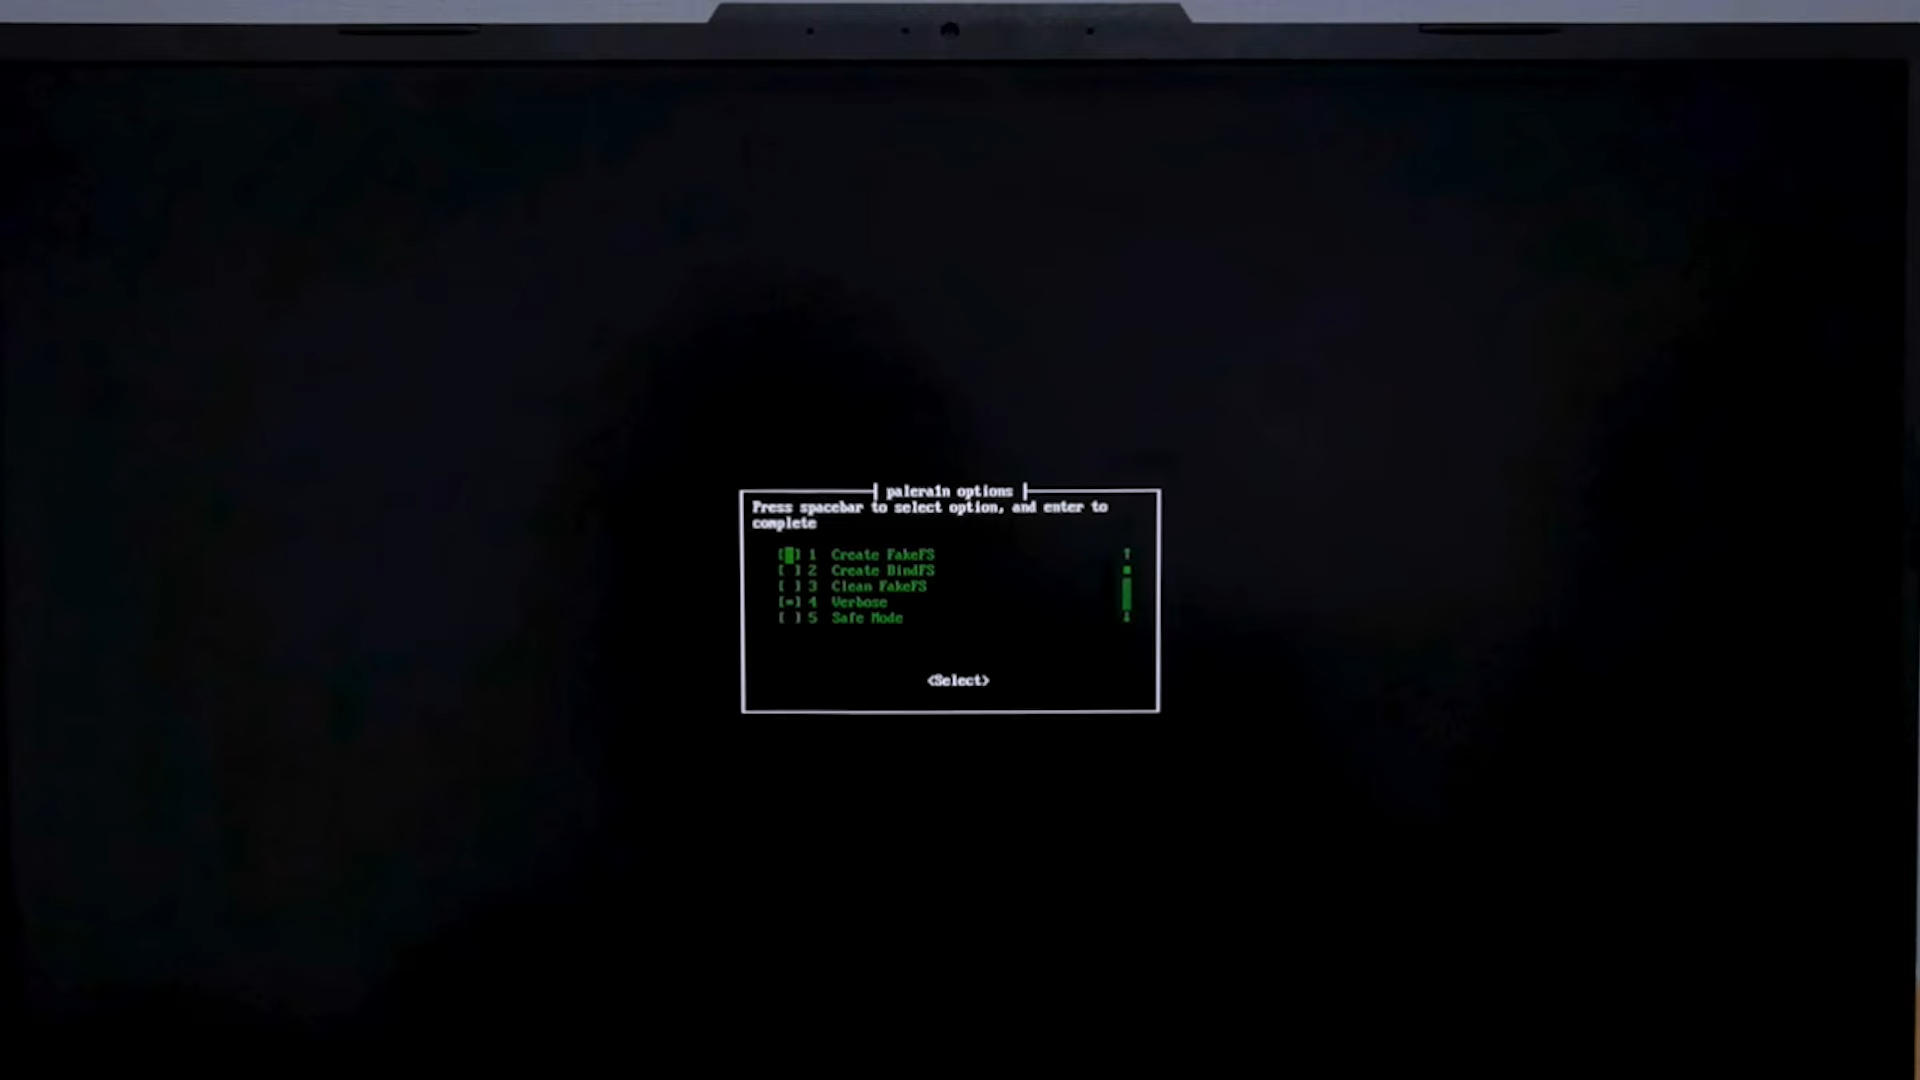 palera1n options
Press spacebar to select option, and enter to
complete
[ ] 1 Create FakeFS
[ ] 2 Create BindFS
[ ] 3 Clean FakeFS
[*] 4 Verbose
[ ] 5 Safe Mode
<Select>